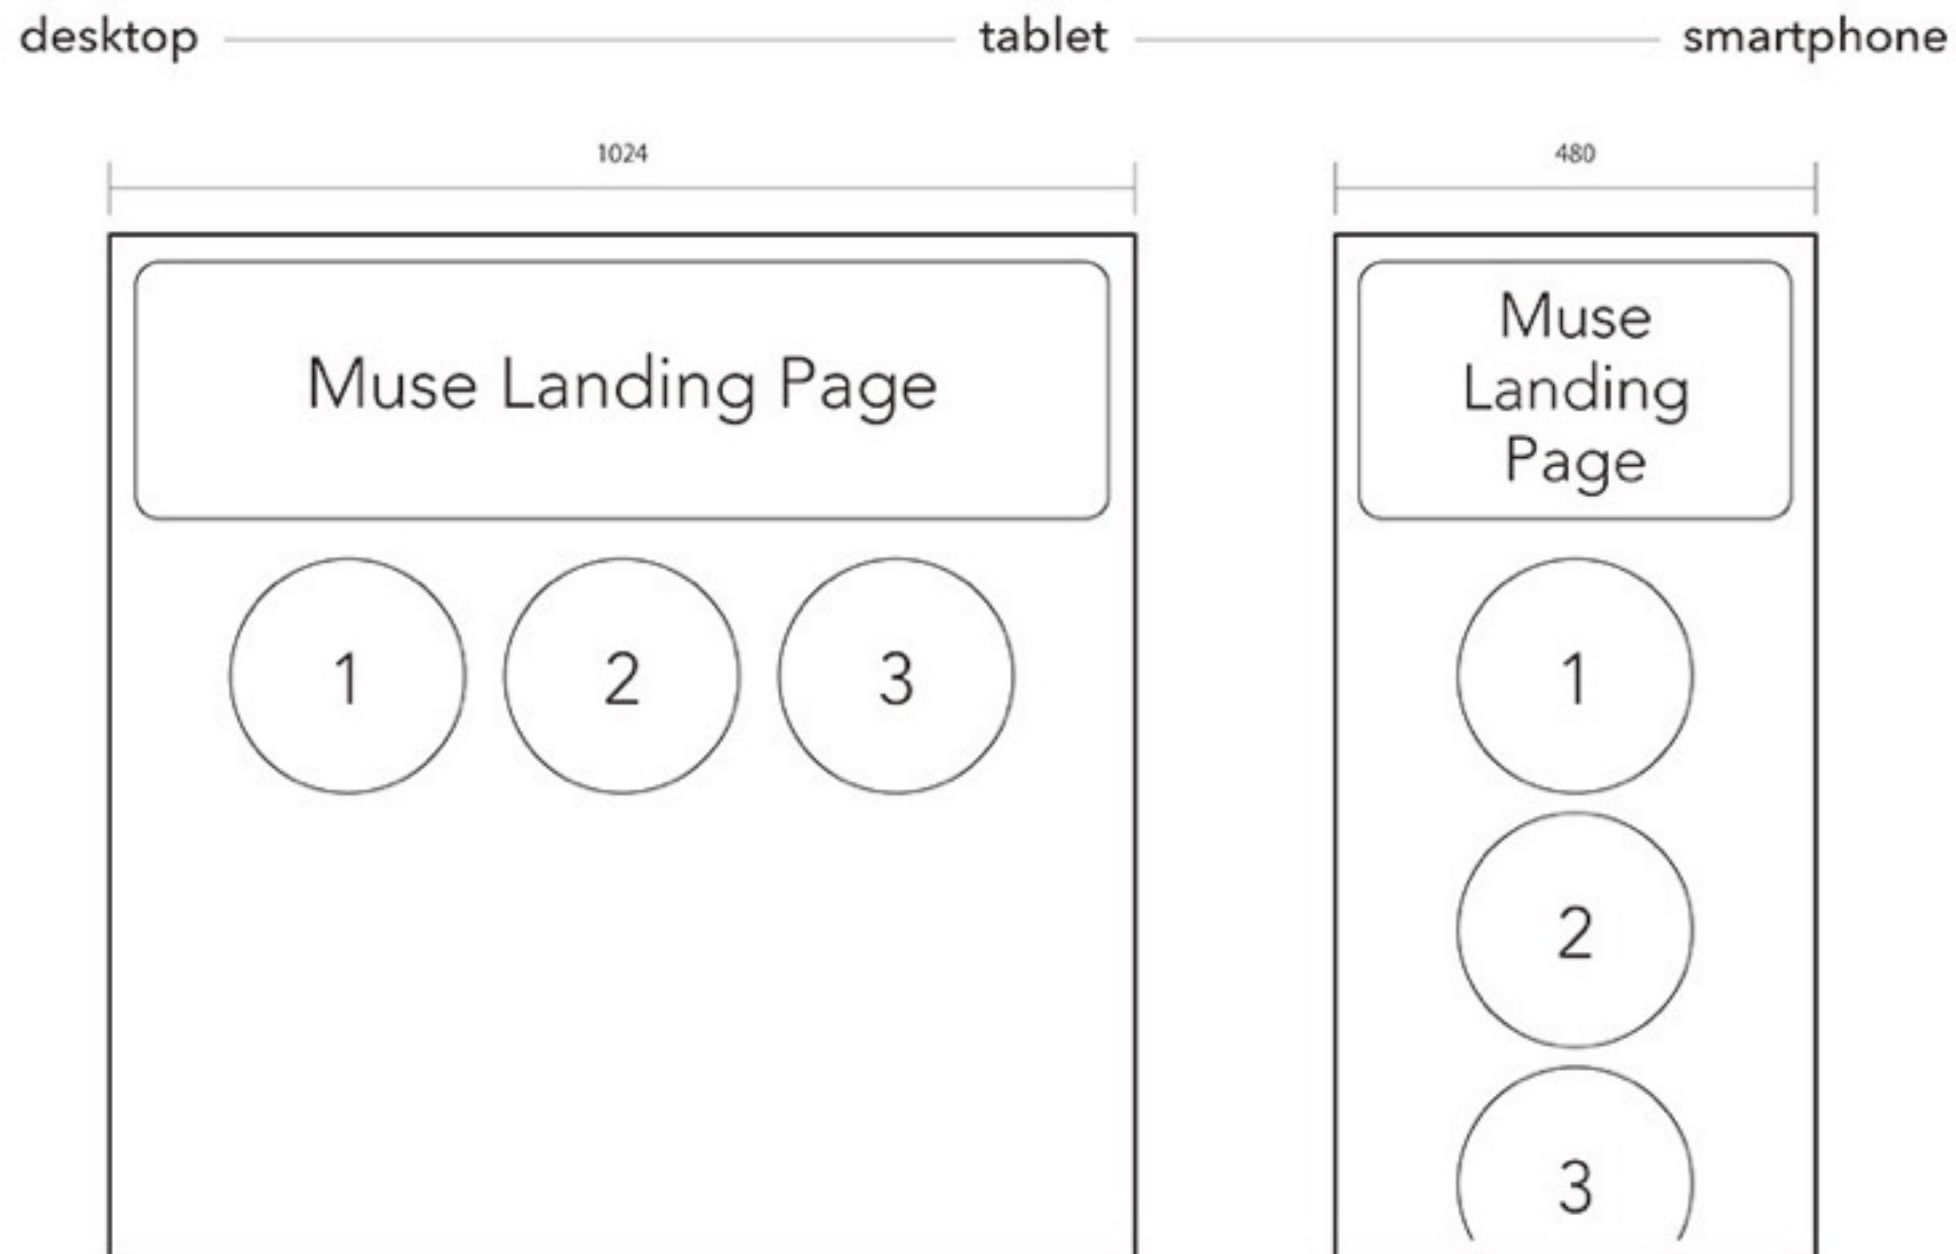 desktop tablet smartphone
1024
480
Muse Landing Page
1 2 3
Muse
Landing
Page
1
2
3